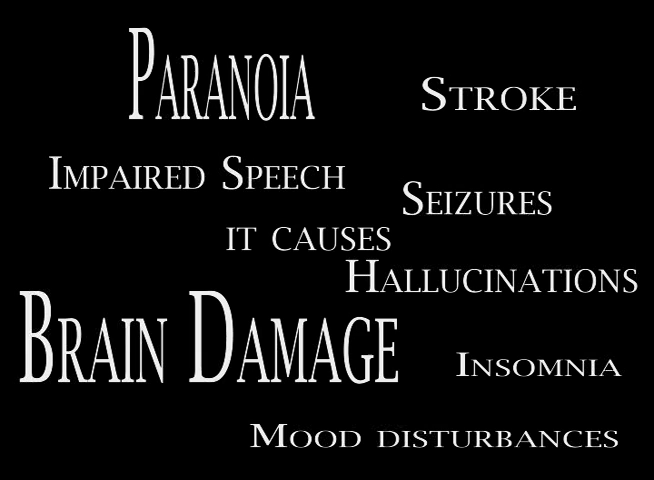 PARANOIA
STROKE
IMPAIRED SPEECH
SEIZURES
IT CAUSES
HALLUCINATIONS
BRAIN DAMAGE
INSOMNIA
MOOD DISTURBANCES